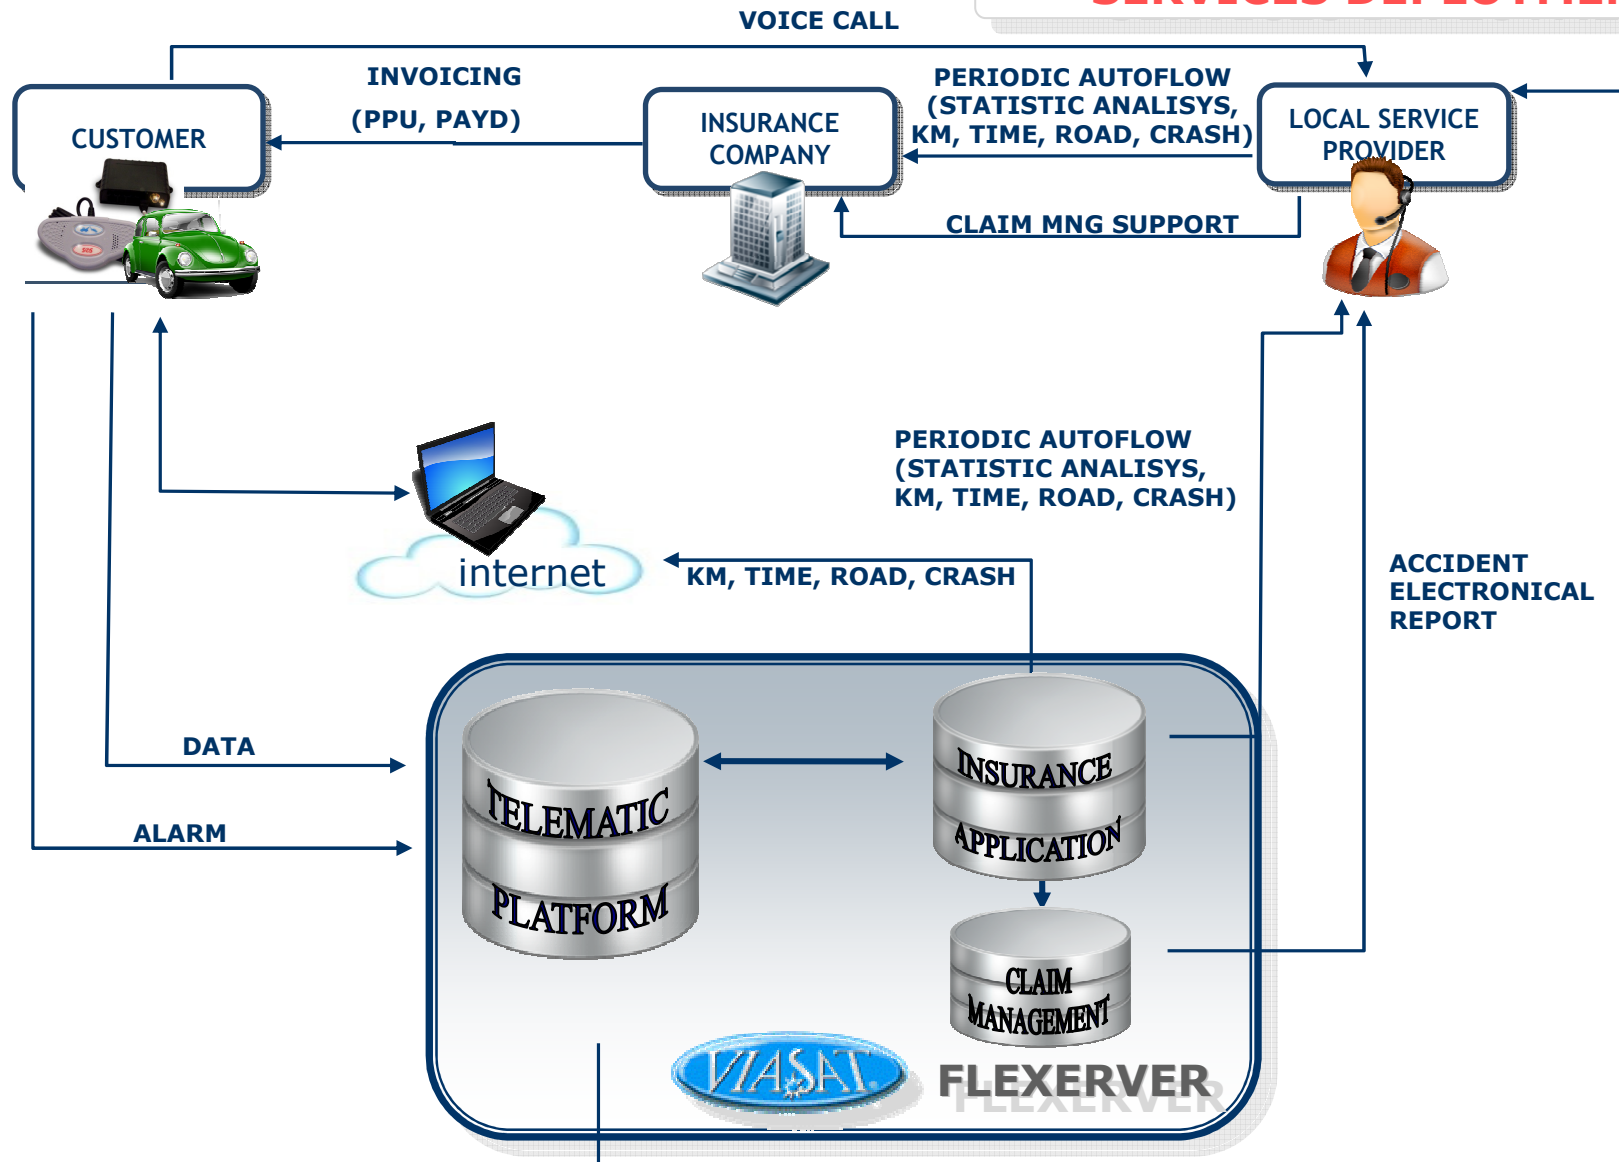 VOICE CALL
INVOICING
(PPU, PAYD)
PERIODIC AUTOFLOW
(STATISTIC ANALISYS,
KM, TIME, ROAD, CRASH)
CUSTOMER
INSURANCE
COMPANY
LOCAL SERVICE
PROVIDER
SOS
CLAIM MNG SUPPORT
PERIODIC AUTOFLOW
(STATISTIC ANALISYS,
KM, TIME, ROAD, CRASH)
internet
KM, TIME, ROAD, CRASH
ACCIDENT
ELECTRONICAL
REPORT
DATA
ALARM
TELEMATIC
PLATFORM
INSURANCE
APPLICATION
CLAIM
MANAGEMENT
VIASAT
FLEXERVER